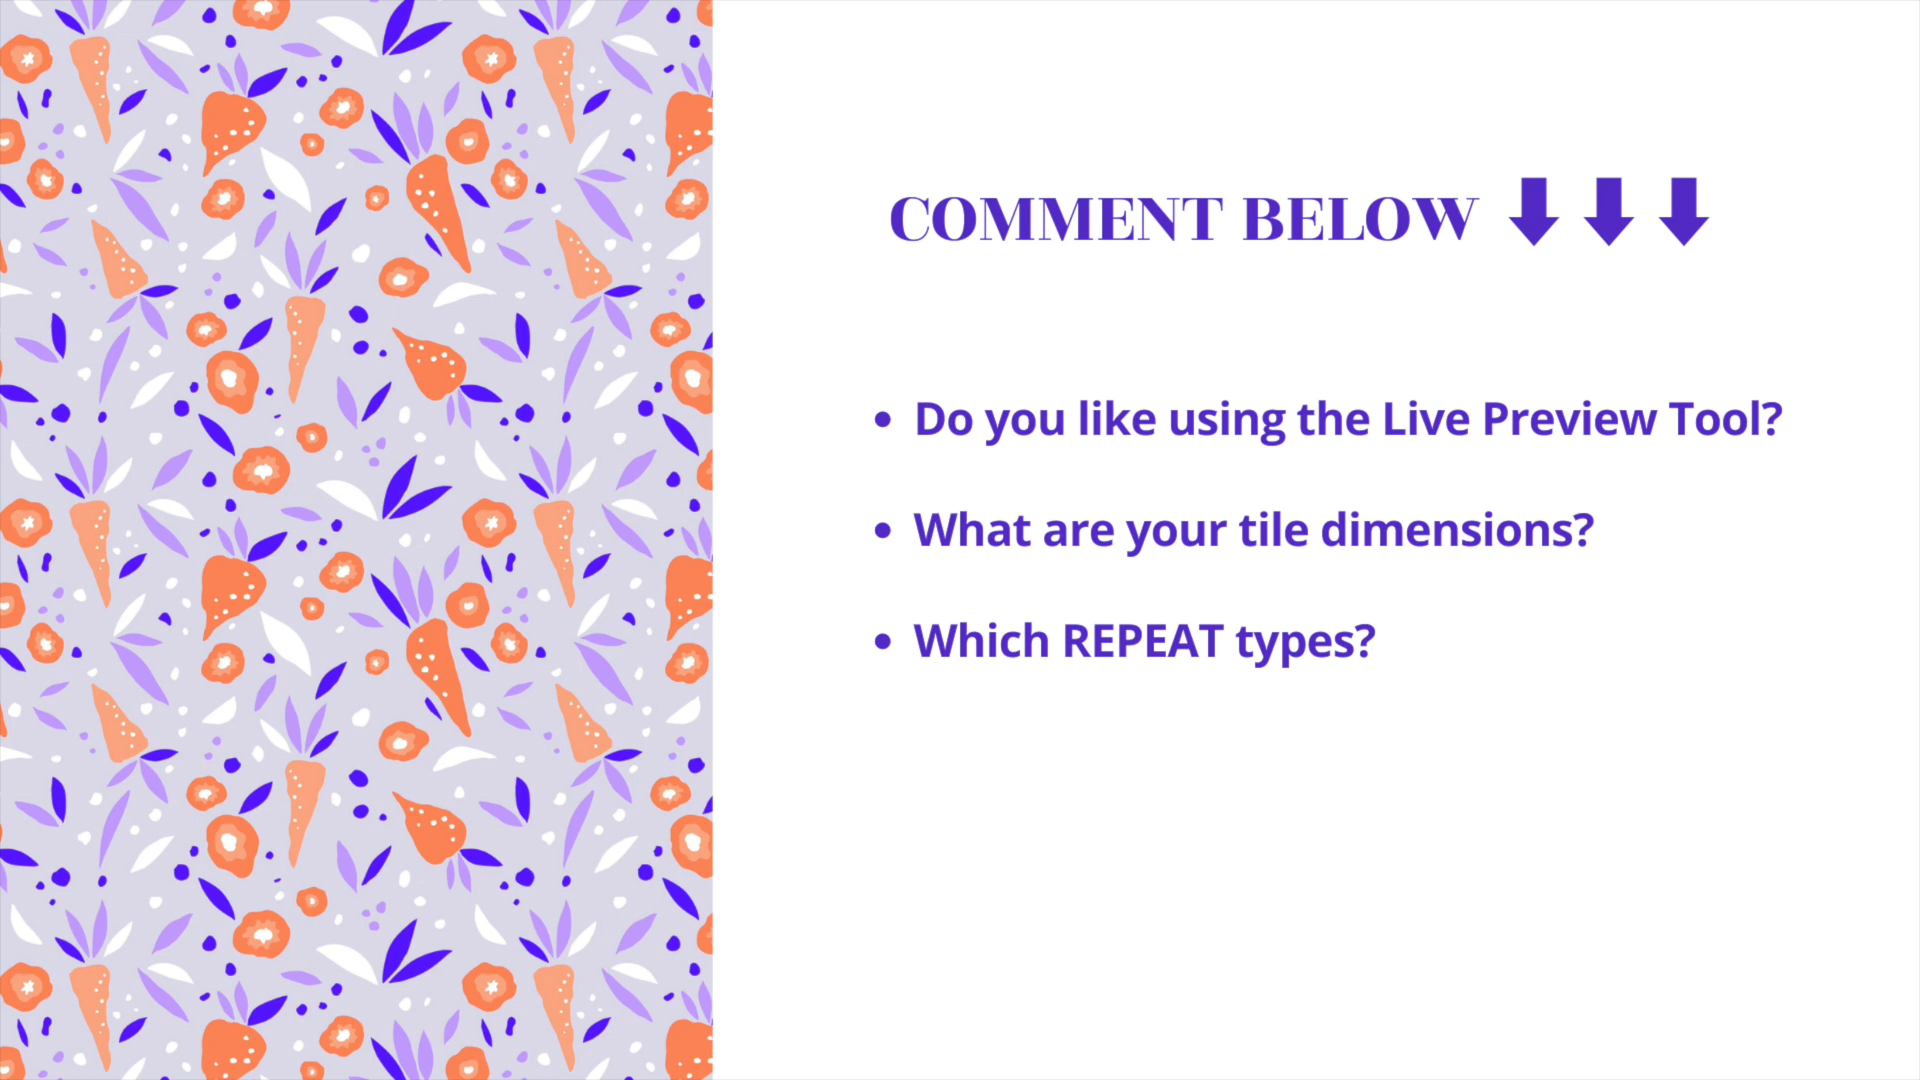 COMMENT BELOW
• Do you like using the Live Preview Tool?
• What are your tile dimensions?
• Which REPEAT types?